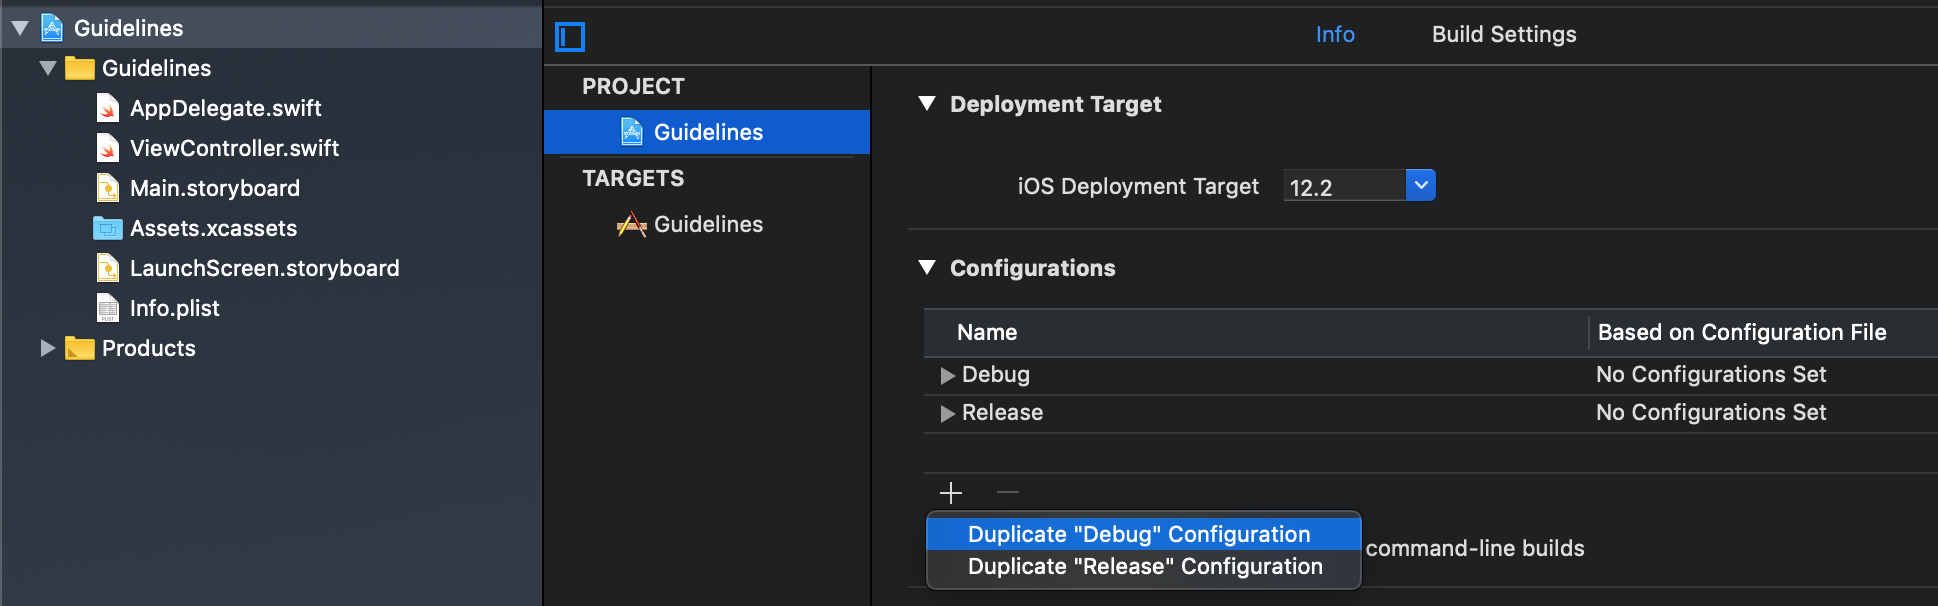 Guidelines
Guidelines
AppDelegate.swift
ViewController.swift
Main.storyboard
Assets.xcassets
LaunchScreen.storyboard
Info.plist
Products
PROJECT
Guidelines
TARGETS
Guidelines
Info Build Settings
Deployment Target
iOS Deployment Target 12.2
Configurations
Name Based on Configuration File
Debug No Configurations Set
Release No Configurations Set
Duplicate "Debug" Configuration
command-line builds
Duplicate "Release" Configuration